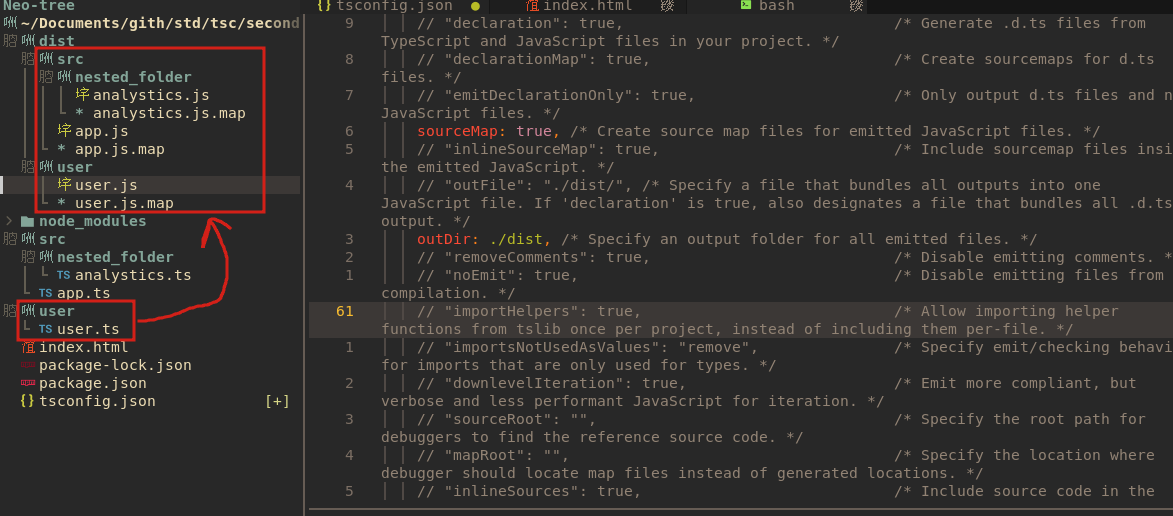 Neo-tree
~/Documents/gith/std/tsc/second
dist
src
nested_folder
analystics.js
* analystics.js.map
app.js
* app.js.map
user
user.js
* user.js.map
node_modules
src
nested_folder
TS analystics.ts
TS app.ts
user
TS user.ts
index.html
package-lock.json
package.json
{} tsconfig.json [+]
{} tsconfig.json ● index.html bash
9 // "declaration": true, /* Generate .d.ts files from
TypeScript and JavaScript files in your project. */
8 // "declarationMap": true, /* Create sourcemaps for d.ts
files. */
7 // "emitDeclarationOnly": true, /* Only output d.ts files and n
JavaScript files. */
6 sourceMap: true, /* Create source map files for emitted JavaScript files. */
5 // "inlineSourceMap": true, /* Include sourcemap files insi
the emitted JavaScript. */
4 // "outFile": "./dist/", /* Specify a file that bundles all outputs into one
JavaScript file. If 'declaration' is true, also designates a file that bundles all .d.ts
output. */
3 outDir: ./dist, /* Specify an output folder for all emitted files. */
2 // "removeComments": true, /* Disable emitting comments. *
1 // "noEmit": true, /* Disable emitting files from
compilation. */
61 // "importHelpers": true, /* Allow importing helper
functions from tslib once per project, instead of including them per-file. */
1 // "importsNotUsedAsValues": "remove", /* Specify emit/checking behavi
for imports that are only used for types. */
2 // "downlevelIteration": true, /* Emit more compliant, but
verbose and less performant JavaScript for iteration. */
3 // "sourceRoot": "", /* Specify the root path for
debuggers to find the reference source code. */
4 // "mapRoot": "", /* Specify the location where
debugger should locate map files instead of generated locations. */
5 // "inlineSources": true, /* Include source code in the